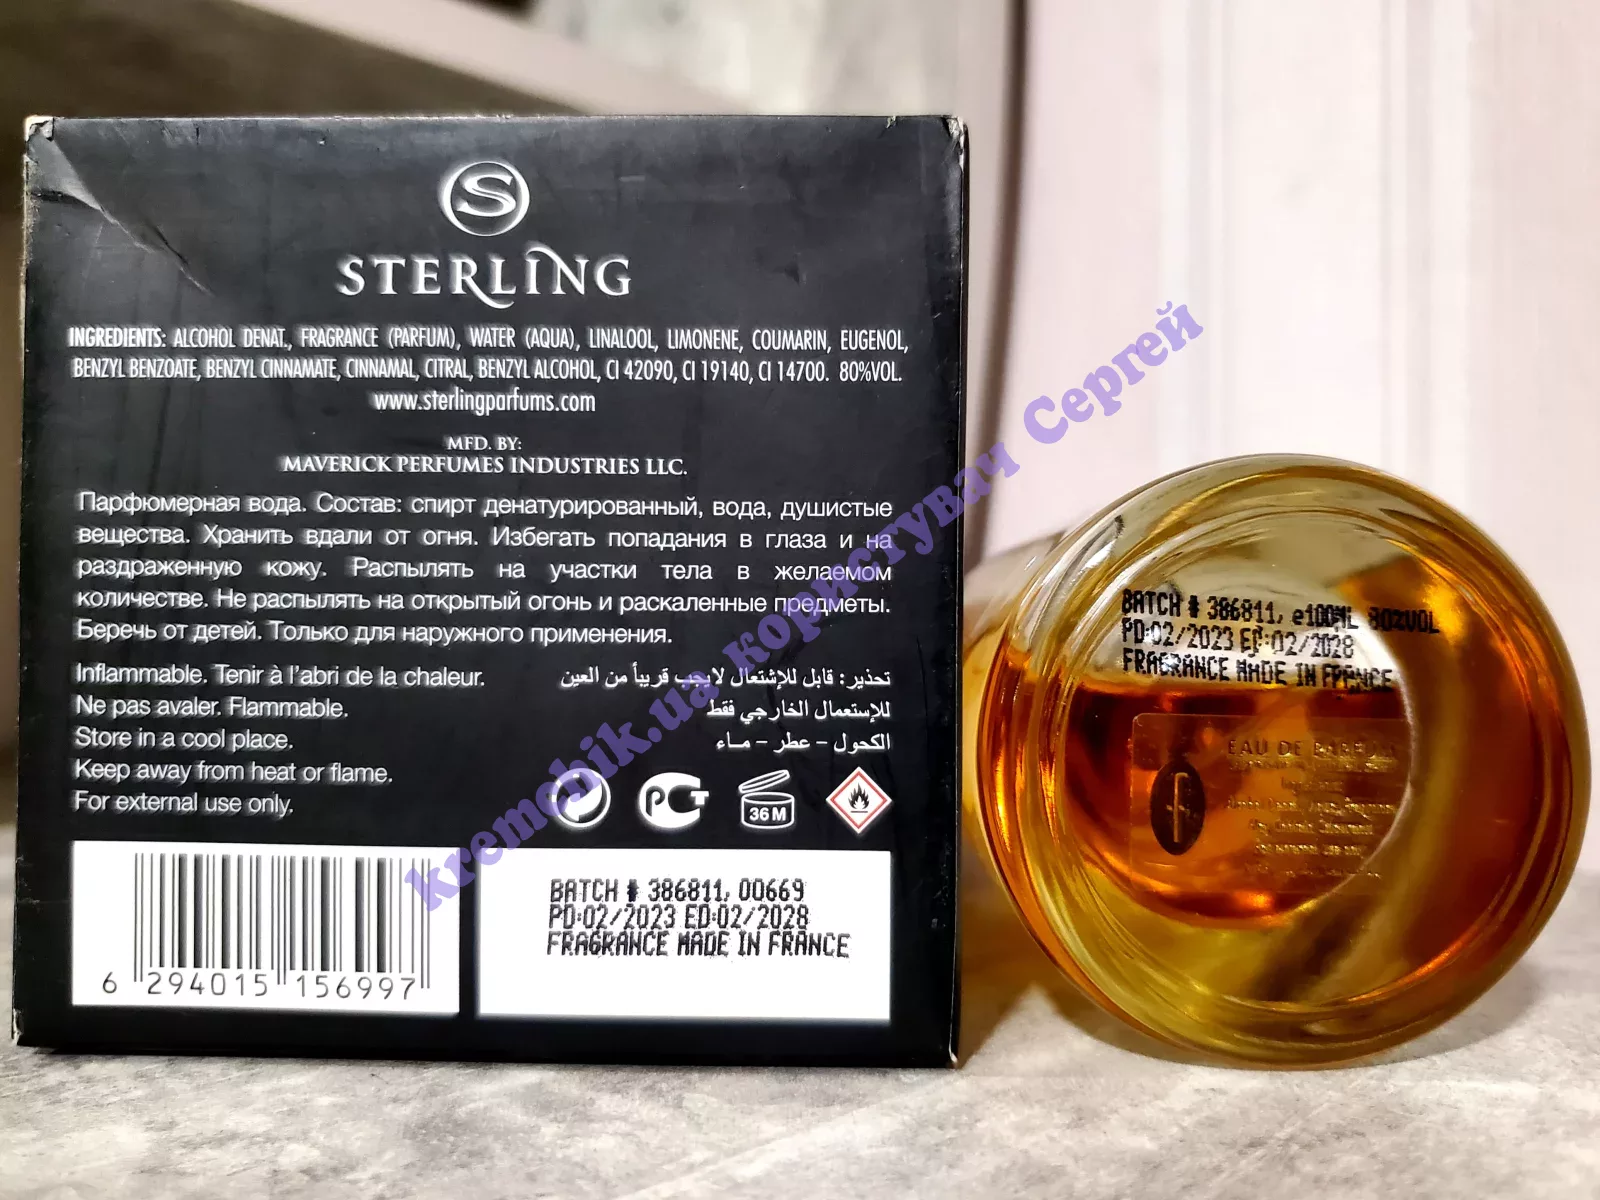 S
STERLING
INGREDIENTS: ALCOHOL DENAT., FRAGRANCE (PARFUM), WATER (AQUA), LINALOOL, LIMONENE, COUMARIN, EUGENOL,
BENZYL BENZOATE, BENZYL CINNAMATE, CINNAMAL, CITRAL, BENZYL ALCOHOL, CI 42090, CI 19140, CI 14700. 80%VOL.
www.sterlingparfums.com
MFD. BY:
MAVERICK PERFUMES INDUSTRIES LLC.
Парфюмерная вода. Состав: спирт денатурированный, вода, душистые
вещества. Хранить вдали от огня. Избегать попадания в глаза и на
раздраженную кожу. Распылять на участки тела в желаемом
количестве. Не распылять на открытый огонь и раскаленные предметы.
Беречь от детей. Только для наружного применения.
Inflammable. Tenir à l'abri de la chaleur.
Ne pas avaler. Flammable.
Store in a cool place.
Keep away from heat or flame.
For external use only.
تحذير: قابل للإشتعال لايجب قريباً من العين
للإستعمال الخارجي فقط
الكحول - عطر - مـاء
РСТ
36 M
6 294015 156997
BATCH # 386811, 00669
PD:02/2023 ED:02/2028
FRAGRANCE MADE IN FRANCE
BATCH # 386811, e100ML 80%VOL
PD:02/2023 ED:02/2028
FRAGRANCE MADE IN FRANCE
EAU DE PARFUM
f
kremchik.ua користувач Сергей